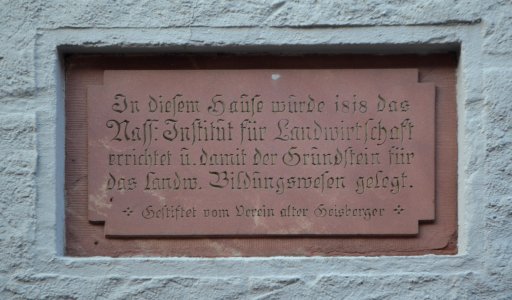 In diesem Hause wurde 1818 das
Nass. Institut für Landwirtschaft
errichtet u. damit der Grundstein für
das landw. Bildungswesen gelegt.
Gestiftet vom Verein alter Geisberger